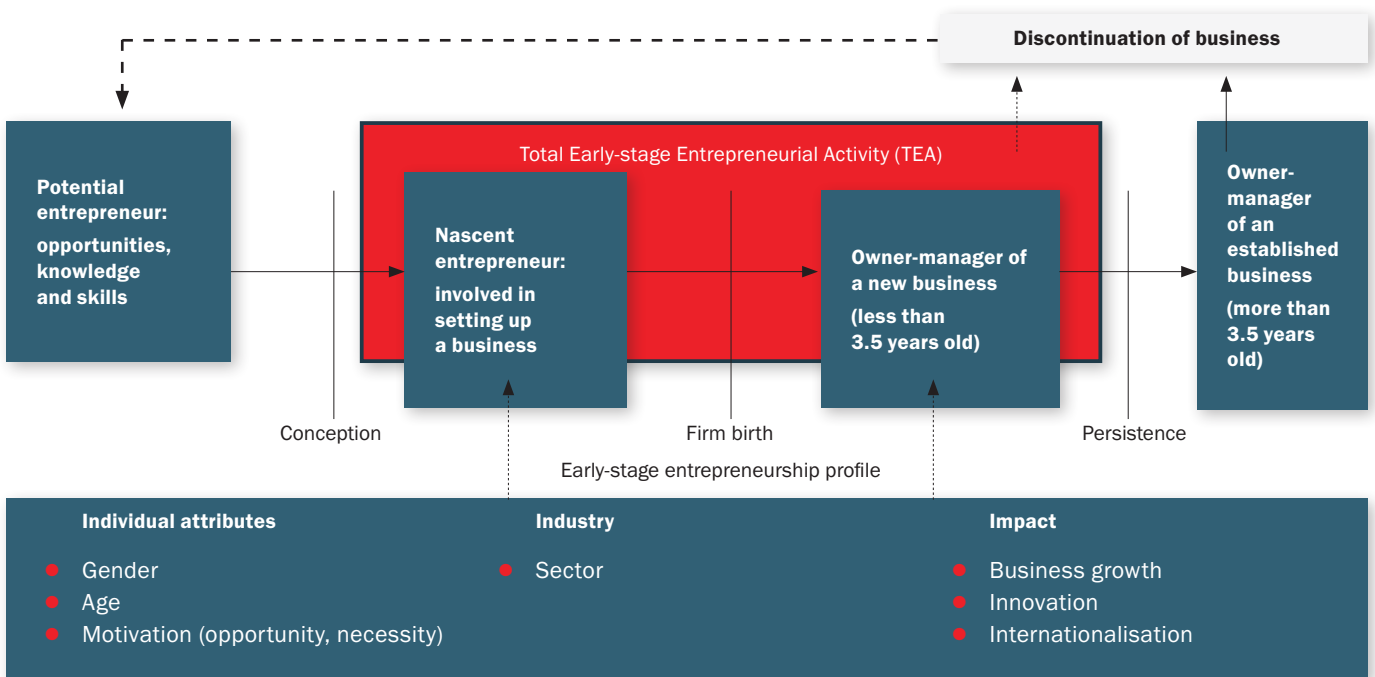 Discontinuation of business
Total Early-stage Entrepreneurial Activity (TEA)
Potential
entrepreneur:
opportunities,
knowledge
and skills
Nascent
entrepreneur:
involved in
setting up
a business
Owner-manager of
a new business
(less than
3.5 years old)
Owner-
manager
of an
established
business
(more than
3.5 years
old)
Conception
Firm birth
Persistence
Early-stage entrepreneurship profile
Individual attributes
Gender
Age
Motivation (opportunity, necessity)
Industry
Sector
Impact
Business growth
Innovation
Internationalisation